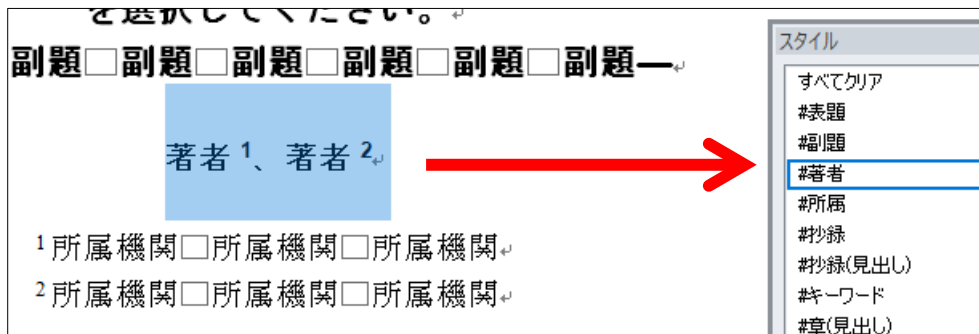 を選択してください。
副題□副題□副題□副題□副題□副題―
著者 1、著者 2
1 所属機関□所属機関□所属機関
2 所属機関□所属機関□所属機関
スタイル
すべてクリア
#表題
#副題
#著者
#所属
#抄録
#抄録(見出し)
#キーワード
#章(見出し)